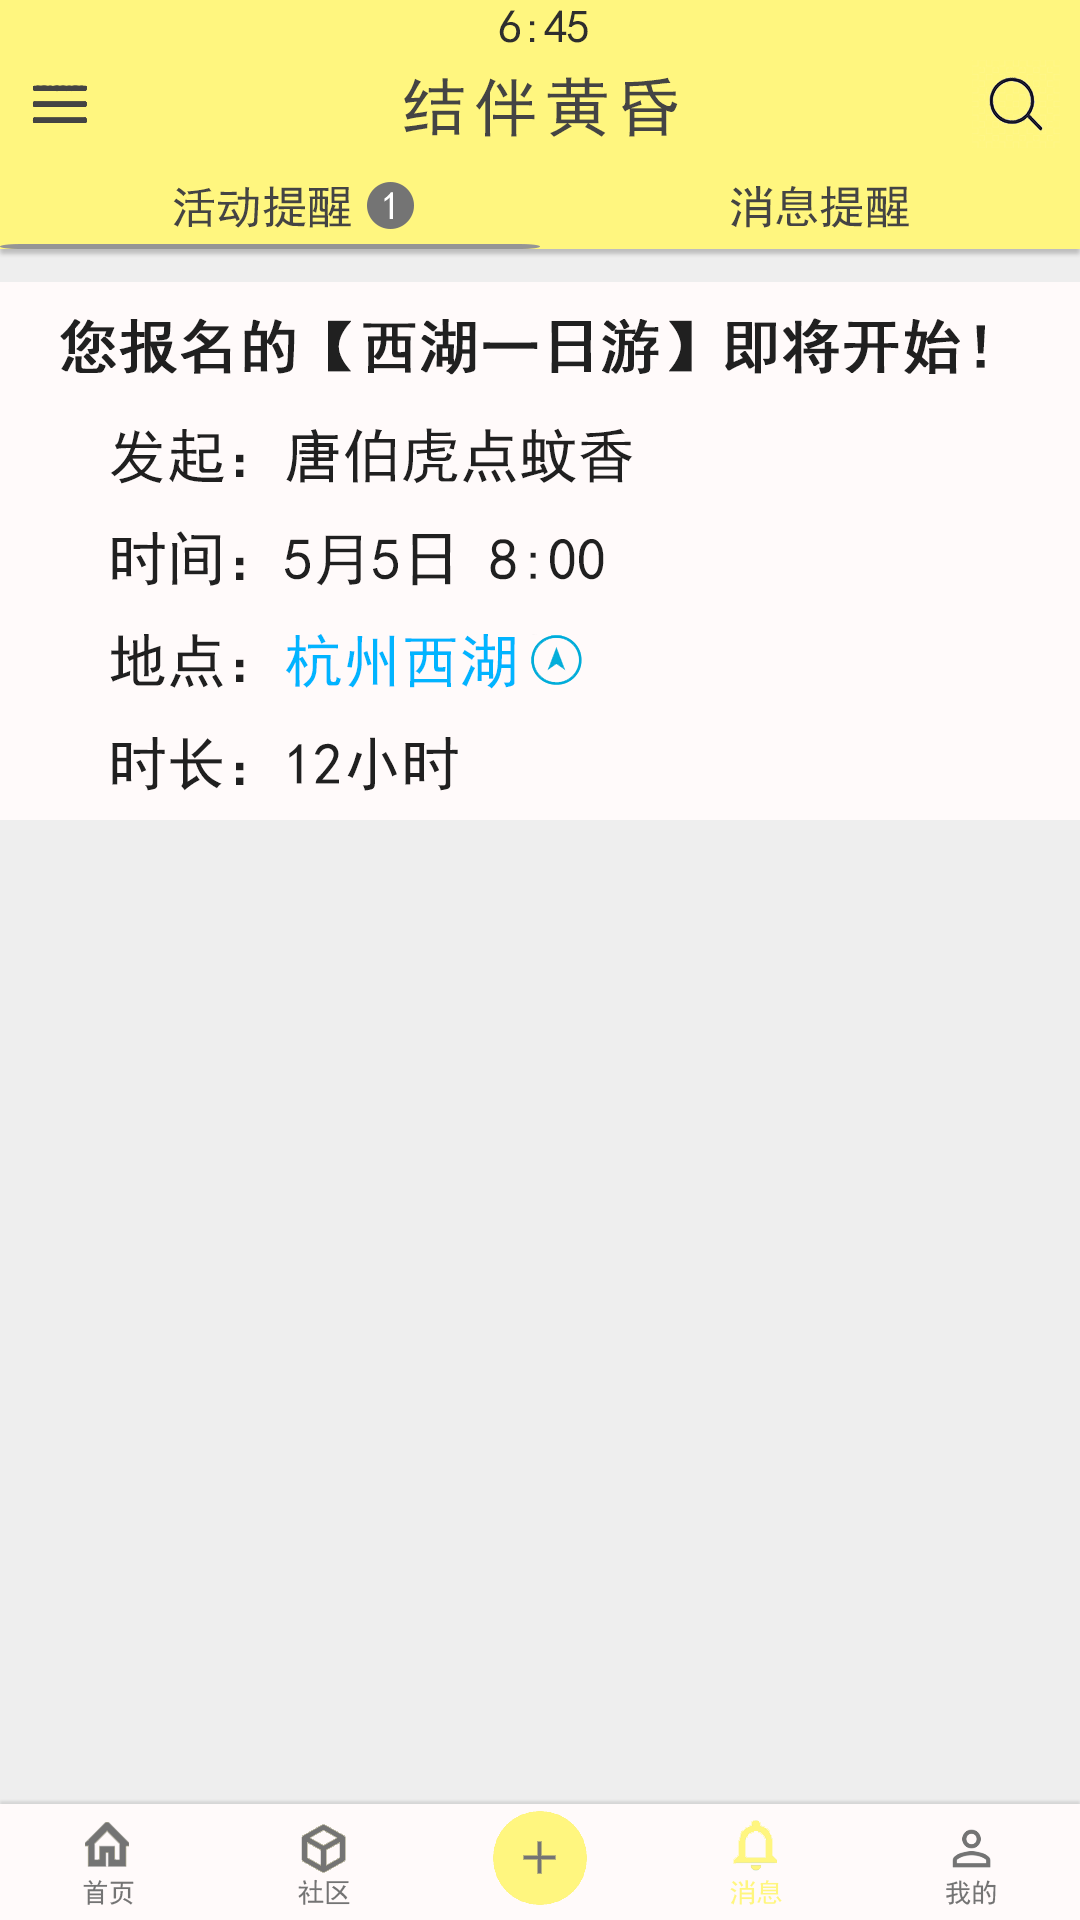 6:45
结伴黄昏
活动提醒 1 消息提醒
您报名的【西湖一日游】即将开始！
发起：唐伯虎点蚊香
时间：5月5日 8:00
地点：杭州西湖
时长：12小时
首页 社区 消息 我的